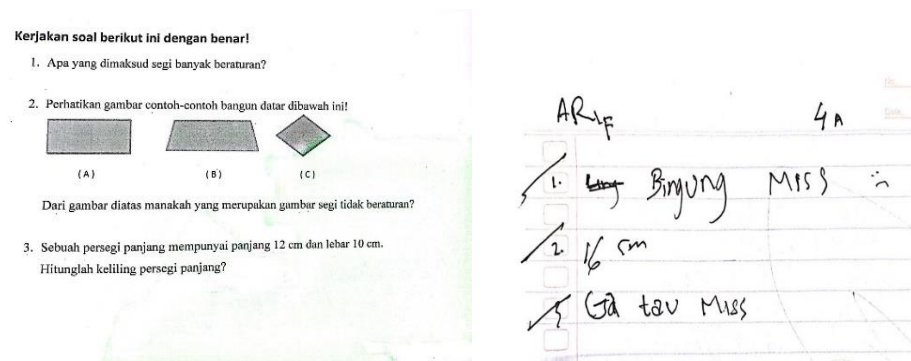 Kerjakan soal berikut ini dengan benar!
1. Apa yang dimaksud segi banyak beraturan?
2. Perhatikan gambar contoh-contoh bangun datar dibawah ini!
(A) (B) (C)
Dari gambar diatas manakah yang merupakan gambar segi tidak beraturan?
3. Sebuah persegi panjang mempunyai panjang 12 cm dan lebar 10 cm.
Hitunglah keliling persegi panjang?
ARIF 4A
1. Bingung Miss :
2. 16 cm
3. Ga tau Miss